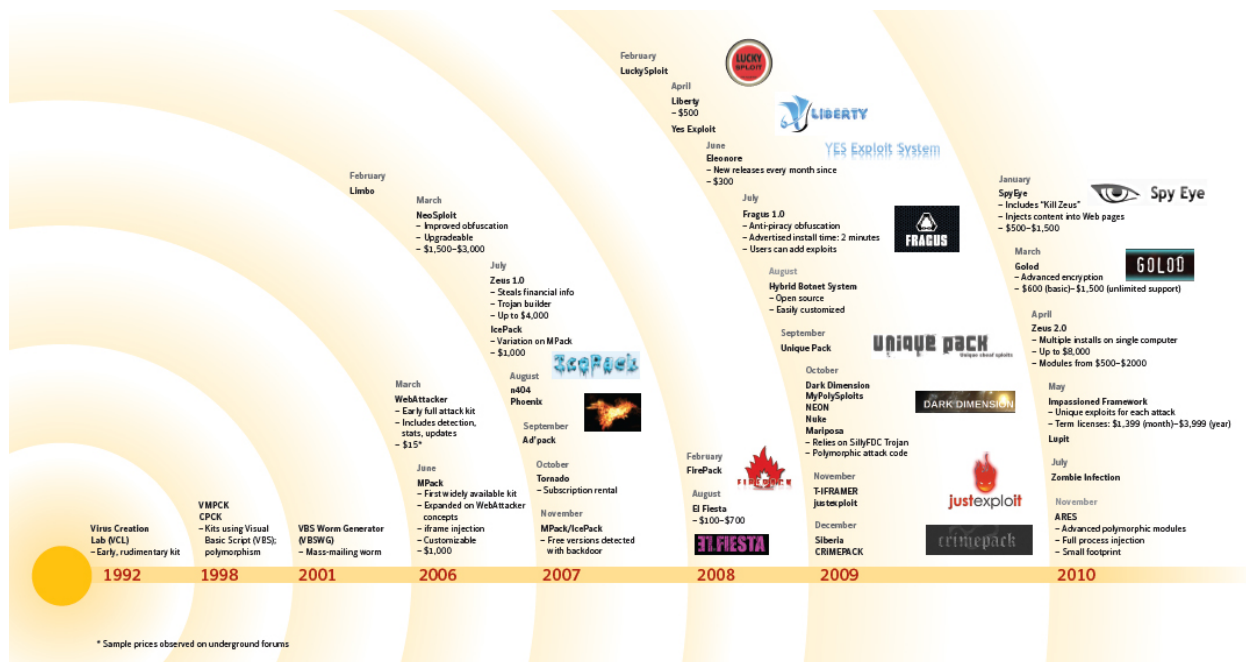 Virus Creation
Lab (VCL)
– Early, rudimentary kit
1992
VMPCK
CPCK
– Kits using Visual
Basic Script (VBS);
polymorphism
1998
VBS Worm Generator
(VBSWG)
– Mass-mailing worm
2001
March
WebAttacker
– Early full attack kit
– Includes detection,
stats, updates
– $15*
June
MPack
– First widely available kit
– Expanded on WebAttacker
concepts
– iframe injection
– Customizable
– $1,000
2006
February
Limbo
March
NeoSploit
– Improved obfuscation
– Upgradeable
– $1,500–$3,000
July
Zeus 1.0
– Steals financial info
– Trojan builder
– Up to $4,000
IcePack
– Variation on MPack
– $1,000
IcePack
August
n404
Phoenix
September
Ad'pack
October
Tornado
– Subscription rental
November
MPack/IcePack
– Free versions detected
with backdoor
2007
February
FirePack
FIREPACK
August
El Fiesta
– $100–$700
EL FIESTA
2008
February
LuckySploit
LUCKY
SPLOIT
April
Liberty
– $500
LIBERTY
Yes Exploit
YES Exploit System
June
Eleonore
– New releases every month since
– $300
July
Fragus 1.0
– Anti-piracy obfuscation
– Advertised install time: 2 minutes
– Users can add exploits
FRAGUS
August
Hybrid Botnet System
– Open source
– Easily customized
September
Unique Pack
UNIQUE PACK
Unique sheaf sploits
October
Dark Dimension
MyPolySploits
NEON
Nuke
Mariposa
– Relies on SillyFDC Trojan
– Polymorphic attack code
DARK DIMENSION
November
T-IFRAMER
justexploit
justexploit
December
Siberia
CRiMEPACK
crimepack
2009
January
SpyEye
– Includes "Kill Zeus"
– Injects content into Web pages
– $500–$1,500
Spy Eye
March
Golod
– Advanced encryption
– $600 (basic)–$1,500 (unlimited support)
GOLOD
April
Zeus 2.0
– Multiple installs on single computer
– Up to $8,000
– Modules from $500–$2000
May
Impassioned Framework
– Unique exploits for each attack
– Term licenses: $1,399 (month)–$3,999 (year)
Lupit
July
Zombie Infection
November
ARES
– Advanced polymorphic modules
– Full process injection
– Small footprint
2010
* Sample prices observed on underground forums